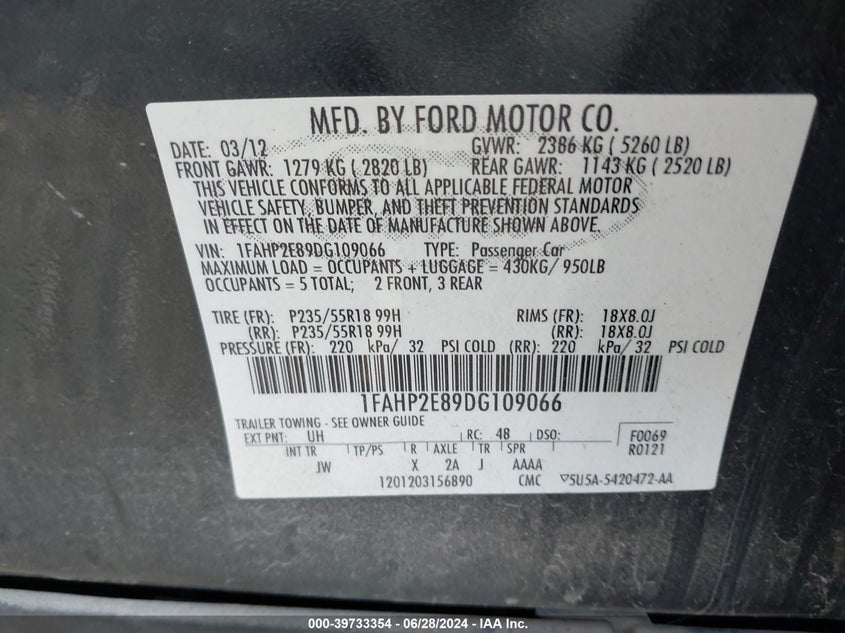 MFD. BY FORD MOTOR CO.
DATE: 03/12 GVWR: 2386 KG ( 5260 LB)
FRONT GAWR: 1279 KG ( 2820 LB) REAR GAWR: 1143 KG ( 2520 LB)
THIS VEHICLE CONFORMS TO ALL APPLICABLE FEDERAL MOTOR
VEHICLE SAFETY, BUMPER, AND THEFT PREVENTION STANDARDS
IN EFFECT ON THE DATE OF MANUFACTURE SHOWN ABOVE.
VIN: 1FAHP2E89DG109066 TYPE: Passenger Car
MAXIMUM LOAD = OCCUPANTS + LUGGAGE = 430KG/ 950LB
OCCUPANTS = 5 TOTAL; 2 FRONT, 3 REAR
TIRE (FR): P235/55R18 99H RIMS (FR): 18X8.0J
(RR): P235/55R18 99H (RR): 18X8.0J
PRESSURE (FR): 220 kPa/ 32 PSI COLD (RR): 220 kPa/ 32 PSI COLD
1FAHP2E89DG109066
TRAILER TOWING - SEE OWNER GUIDE
EXT PNT: UH RC: 48 DSO: F0069
INT TR TP/PS R AXLE TR SPR R0121
JW X 2A J AAAA
1201203156890 CMC 5U5A-5420472-AA
000-39733354 - 06/28/2024 - IAA Inc.